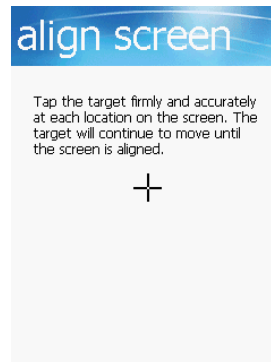 align screen
Tap the target firmly and accurately
at each location on the screen. The
target will continue to move until
the screen is aligned.